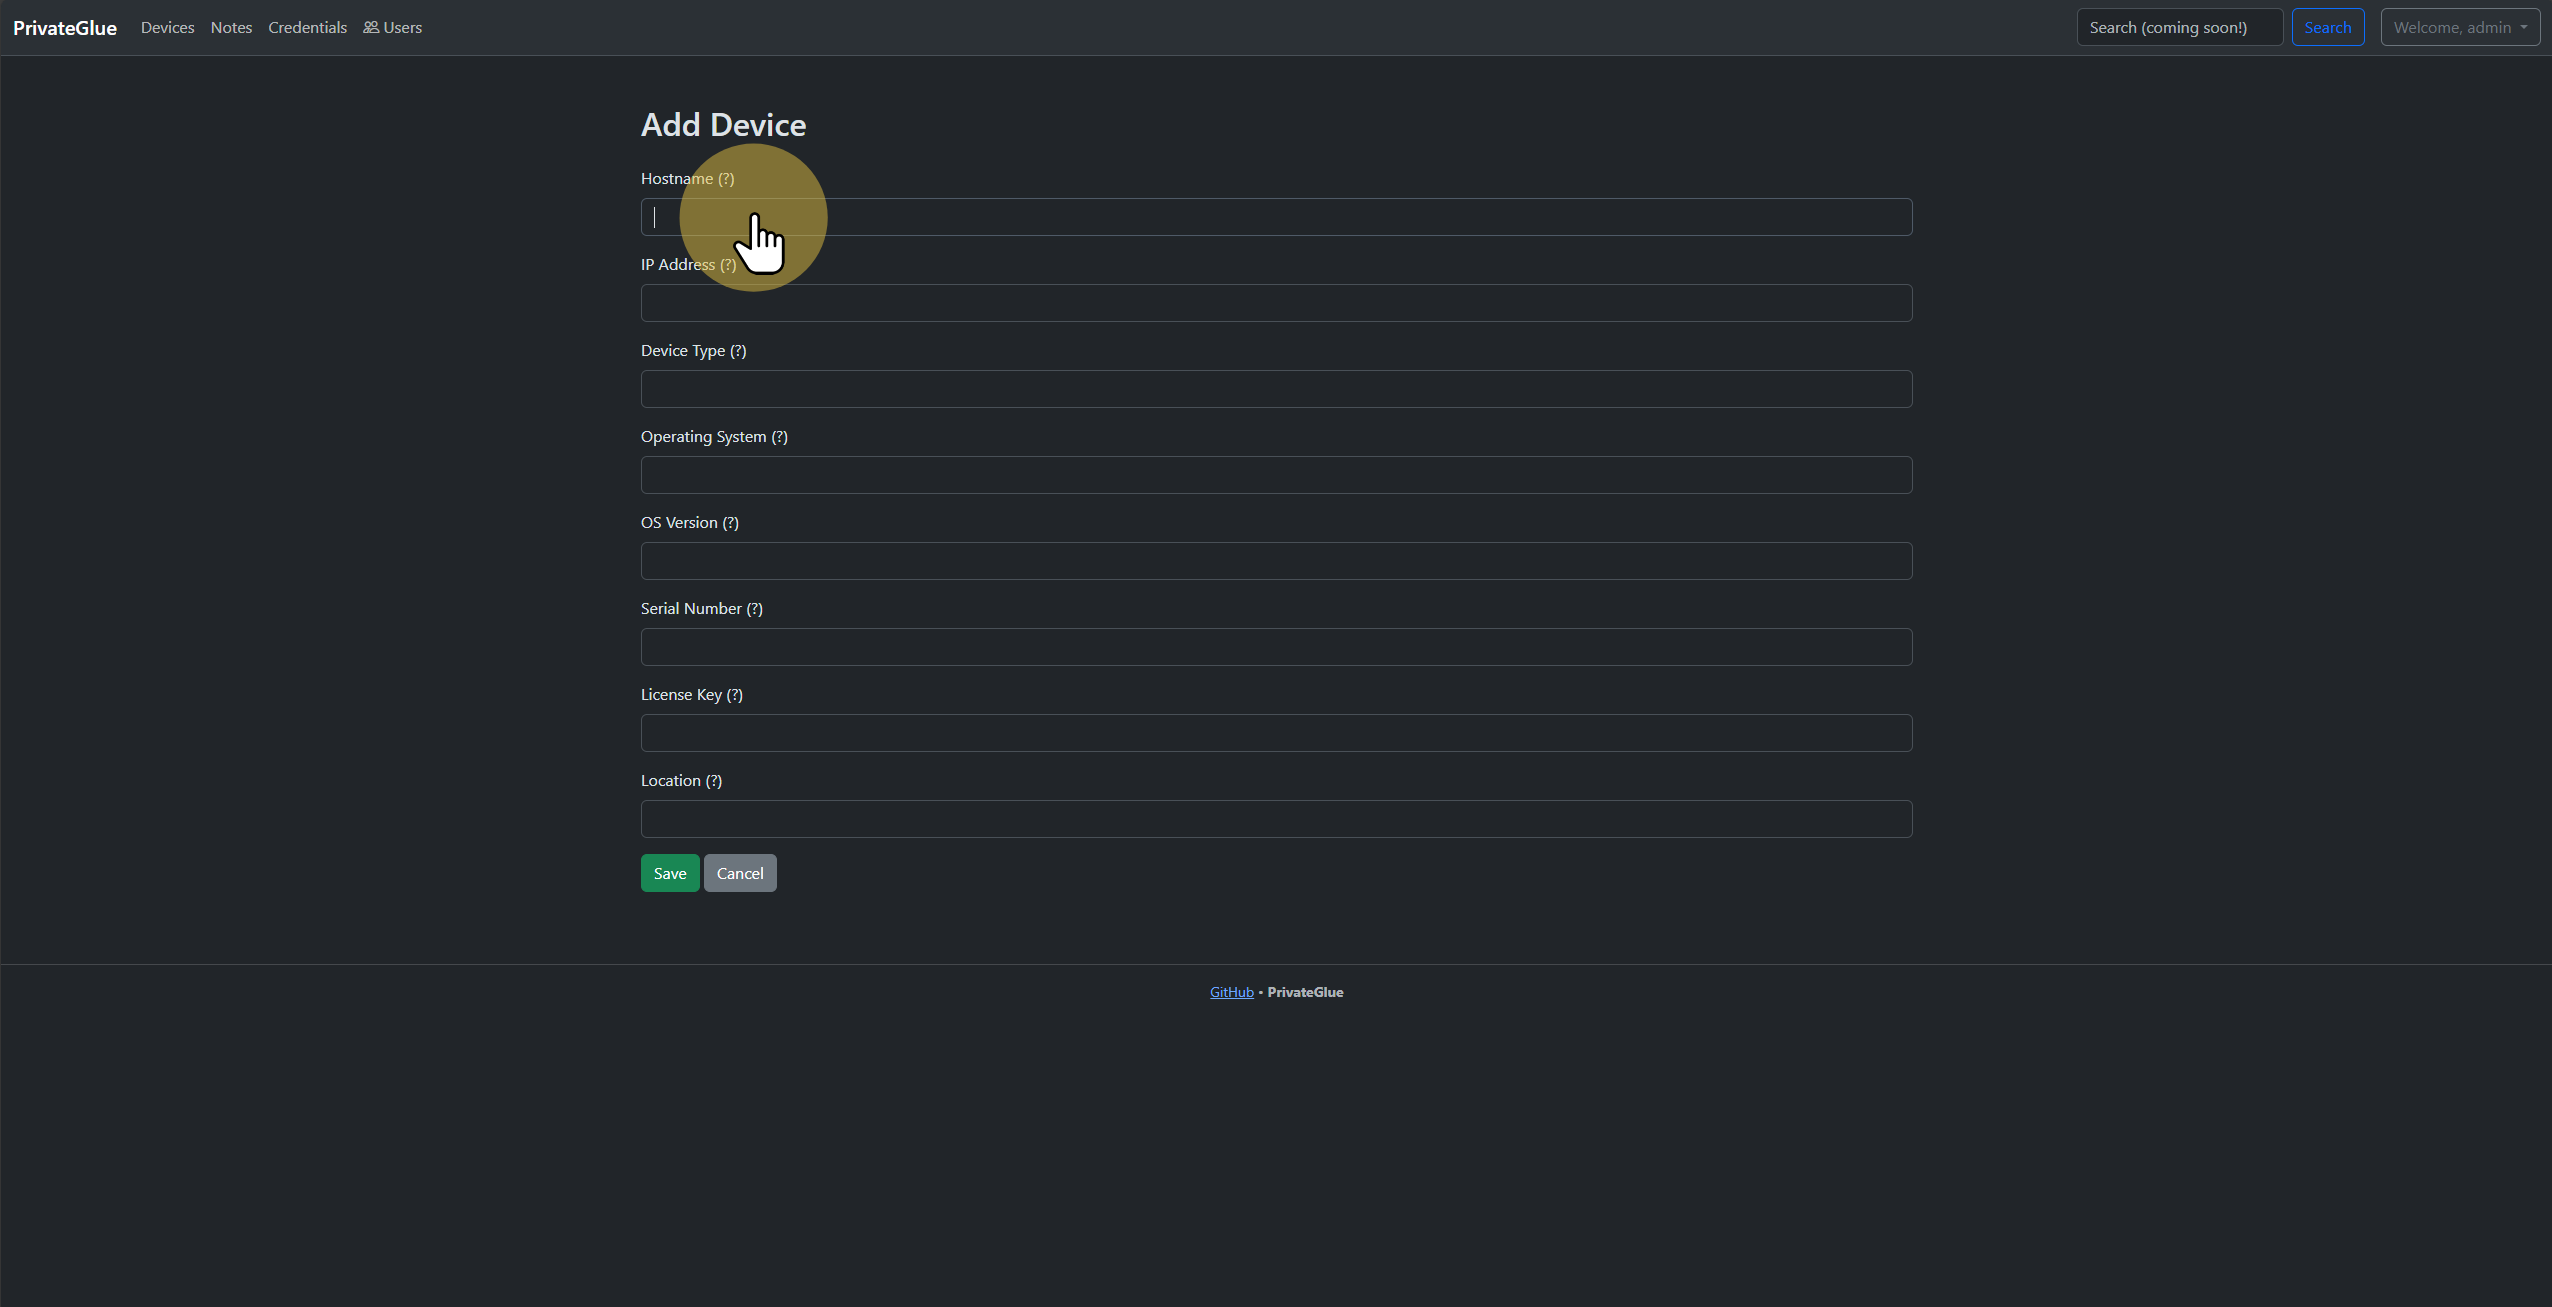 PrivateGlue Devices Notes Credentials Users Search (coming soon!) Search Welcome, admin
Add Device
Hostname (?)
IP Address (?)
Device Type (?)
Operating System (?)
OS Version (?)
Serial Number (?)
License Key (?)
Location (?)
Save Cancel
GitHub • PrivateGlue